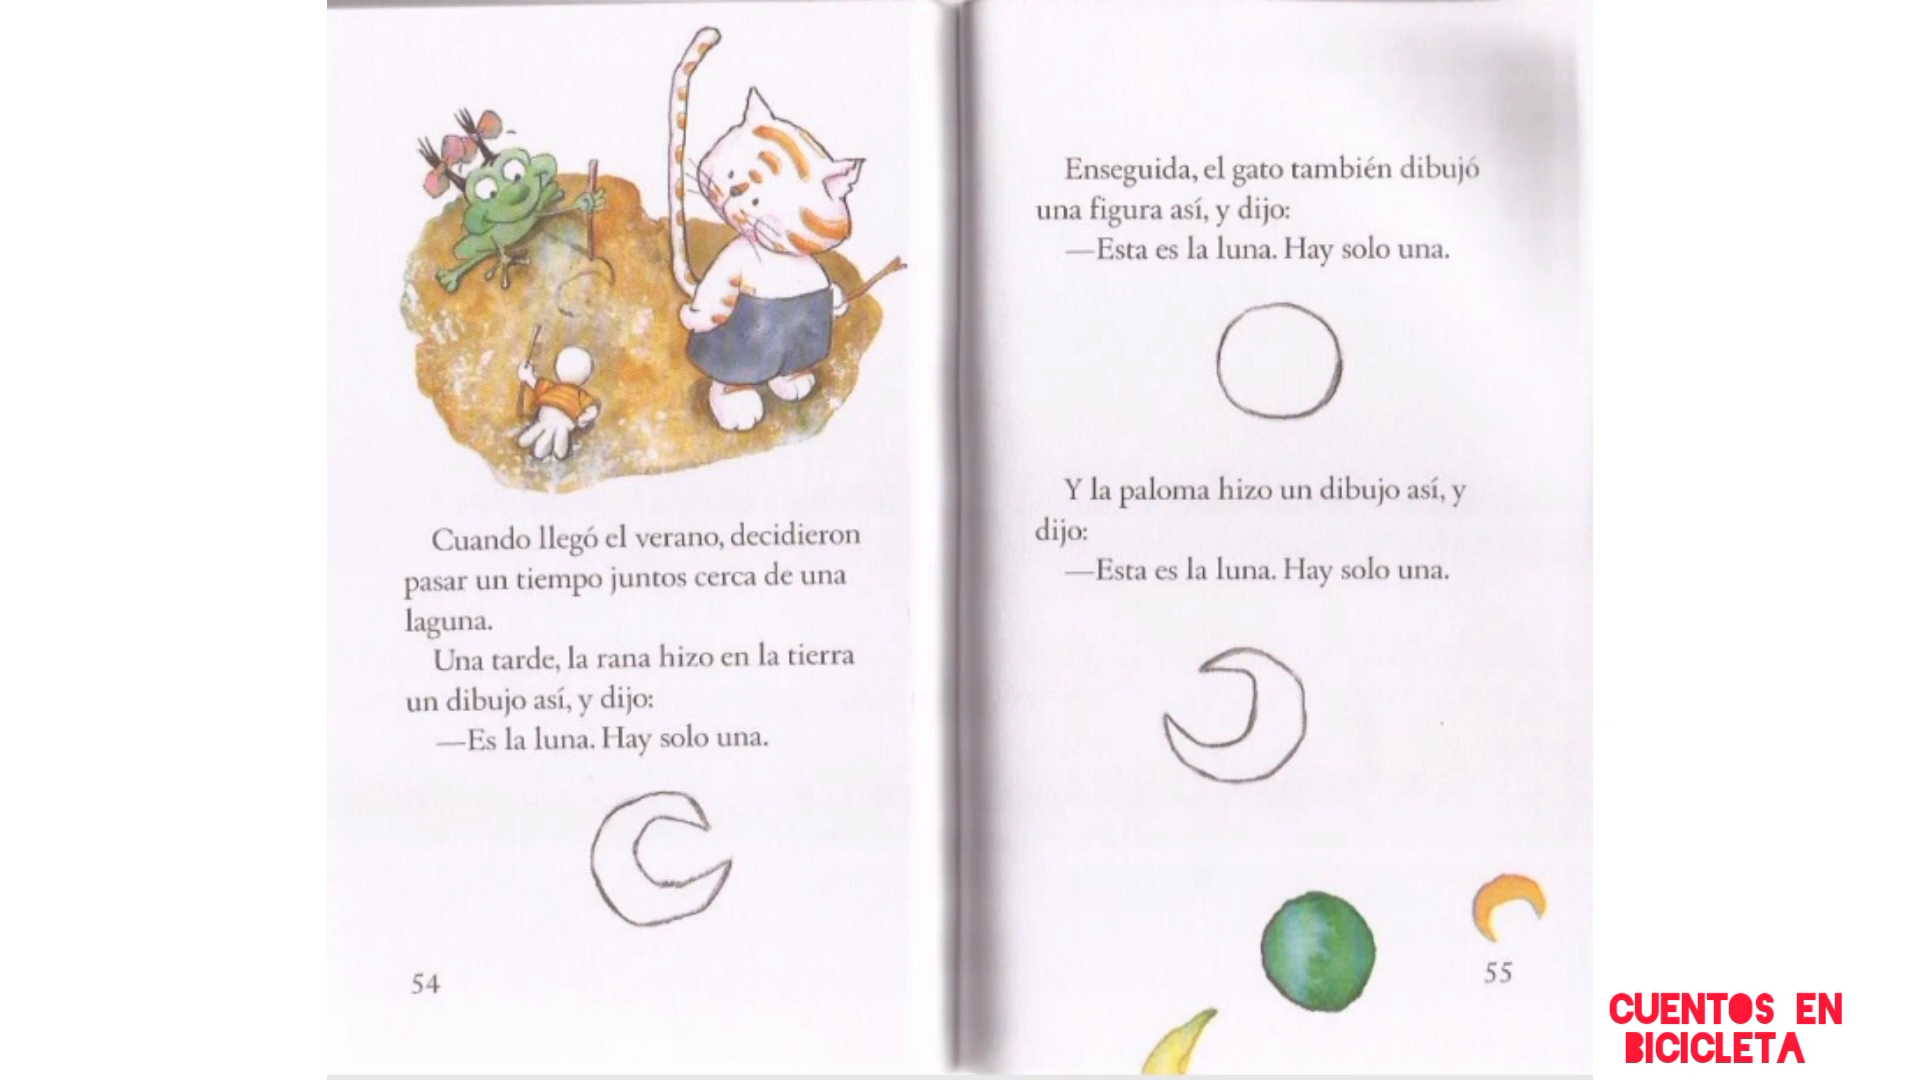 Cuando llegó el verano, decidieron
pasar un tiempo juntos cerca de una
laguna.
Una tarde, la rana hizo en la tierra
un dibujo así, y dijo:
—Es la luna. Hay solo una.
54
Enseguida, el gato también dibujó
una figura así, y dijo:
—Esta es la luna. Hay solo una.
Y la paloma hizo un dibujo así, y
dijo:
—Esta es la luna. Hay solo una.
55
CUENTOS EN
BICICLETA